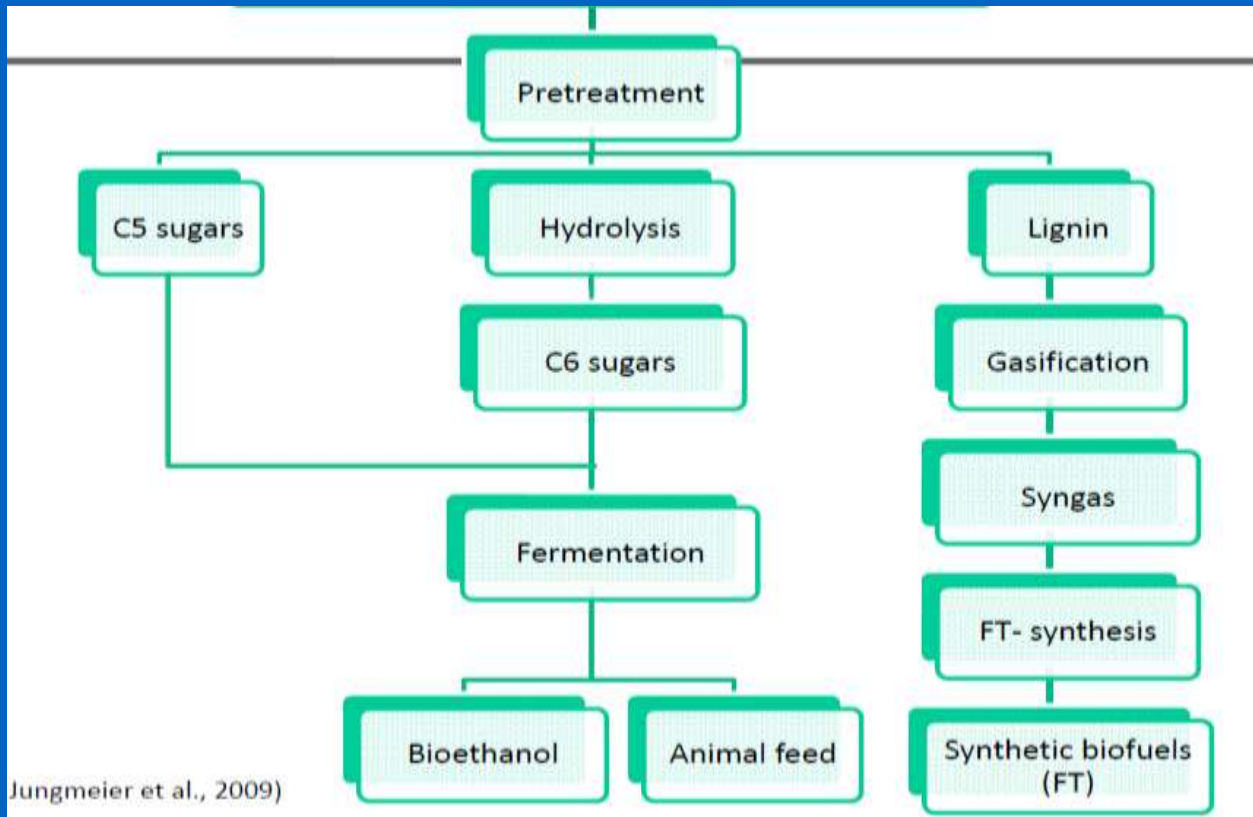 Pretreatment
C5 sugars
Hydrolysis
Lignin
C6 sugars
Gasification
Syngas
Fermentation
FT- synthesis
Bioethanol
Animal feed
Synthetic biofuels
(FT)
Jungmeier et al., 2009)